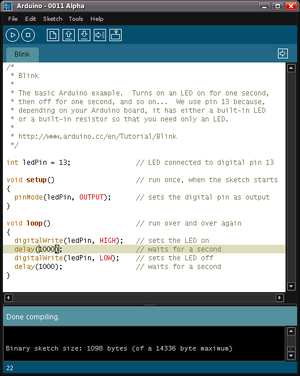 Arduino - 0011 Alpha
File Edit Sketch Tools Help
Blink
/*
 * Blink
 *
 * The basic Arduino example.  Turns on an LED on for one second,
 * then off for one second, and so on...  We use pin 13 because,
 * depending on your Arduino board, it has either a built-in LED
 * or a built-in resistor so that you need only an LED.
 *
 * http://www.arduino.cc/en/Tutorial/Blink
 */
int ledPin = 13;                // LED connected to digital pin 13
void setup()                    // run once, when the sketch starts
{
  pinMode(ledPin, OUTPUT);      // sets the digital pin as output
}
void loop()                     // run over and over again
{
  digitalWrite(ledPin, HIGH);   // sets the LED on
  delay(1000);                  // waits for a second
  digitalWrite(ledPin, LOW);    // sets the LED off
  delay(1000);                  // waits for a second
}
Done compiling.
Binary sketch size: 1098 bytes (of a 14336 byte maximum)
22